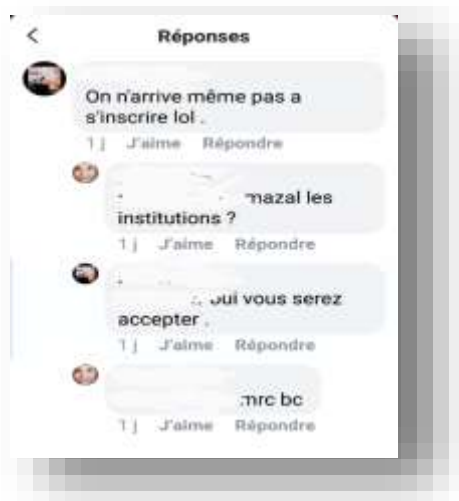 Réponses
On n'arrive même pas a
s'inscrire lol .
1 j J'aime Répondre
mazal les
institutions ?
1 j J'aime Répondre
oui vous serez
accepter .
1 j J'aime Répondre
mrc bc
1 j J'aime Répondre